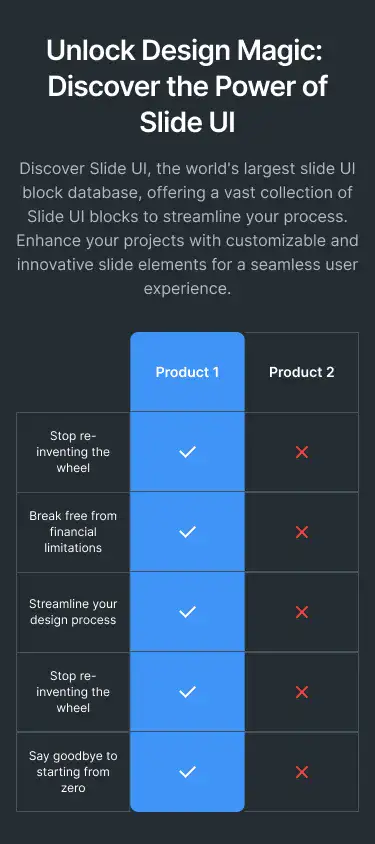 Unlock Design Magic:
Discover the Power of
Slide UI
Discover Slide UI, the world's largest slide UI
block database, offering a vast collection of
Slide UI blocks to streamline your process.
Enhance your projects with customizable and
innovative slide elements for a seamless user
experience.
Product 1
Product 2
Stop re-
inventing the
wheel
Break free from
financial
limitations
Streamline your
design process
Stop re-
inventing the
wheel
Say goodbye to
starting from
zero